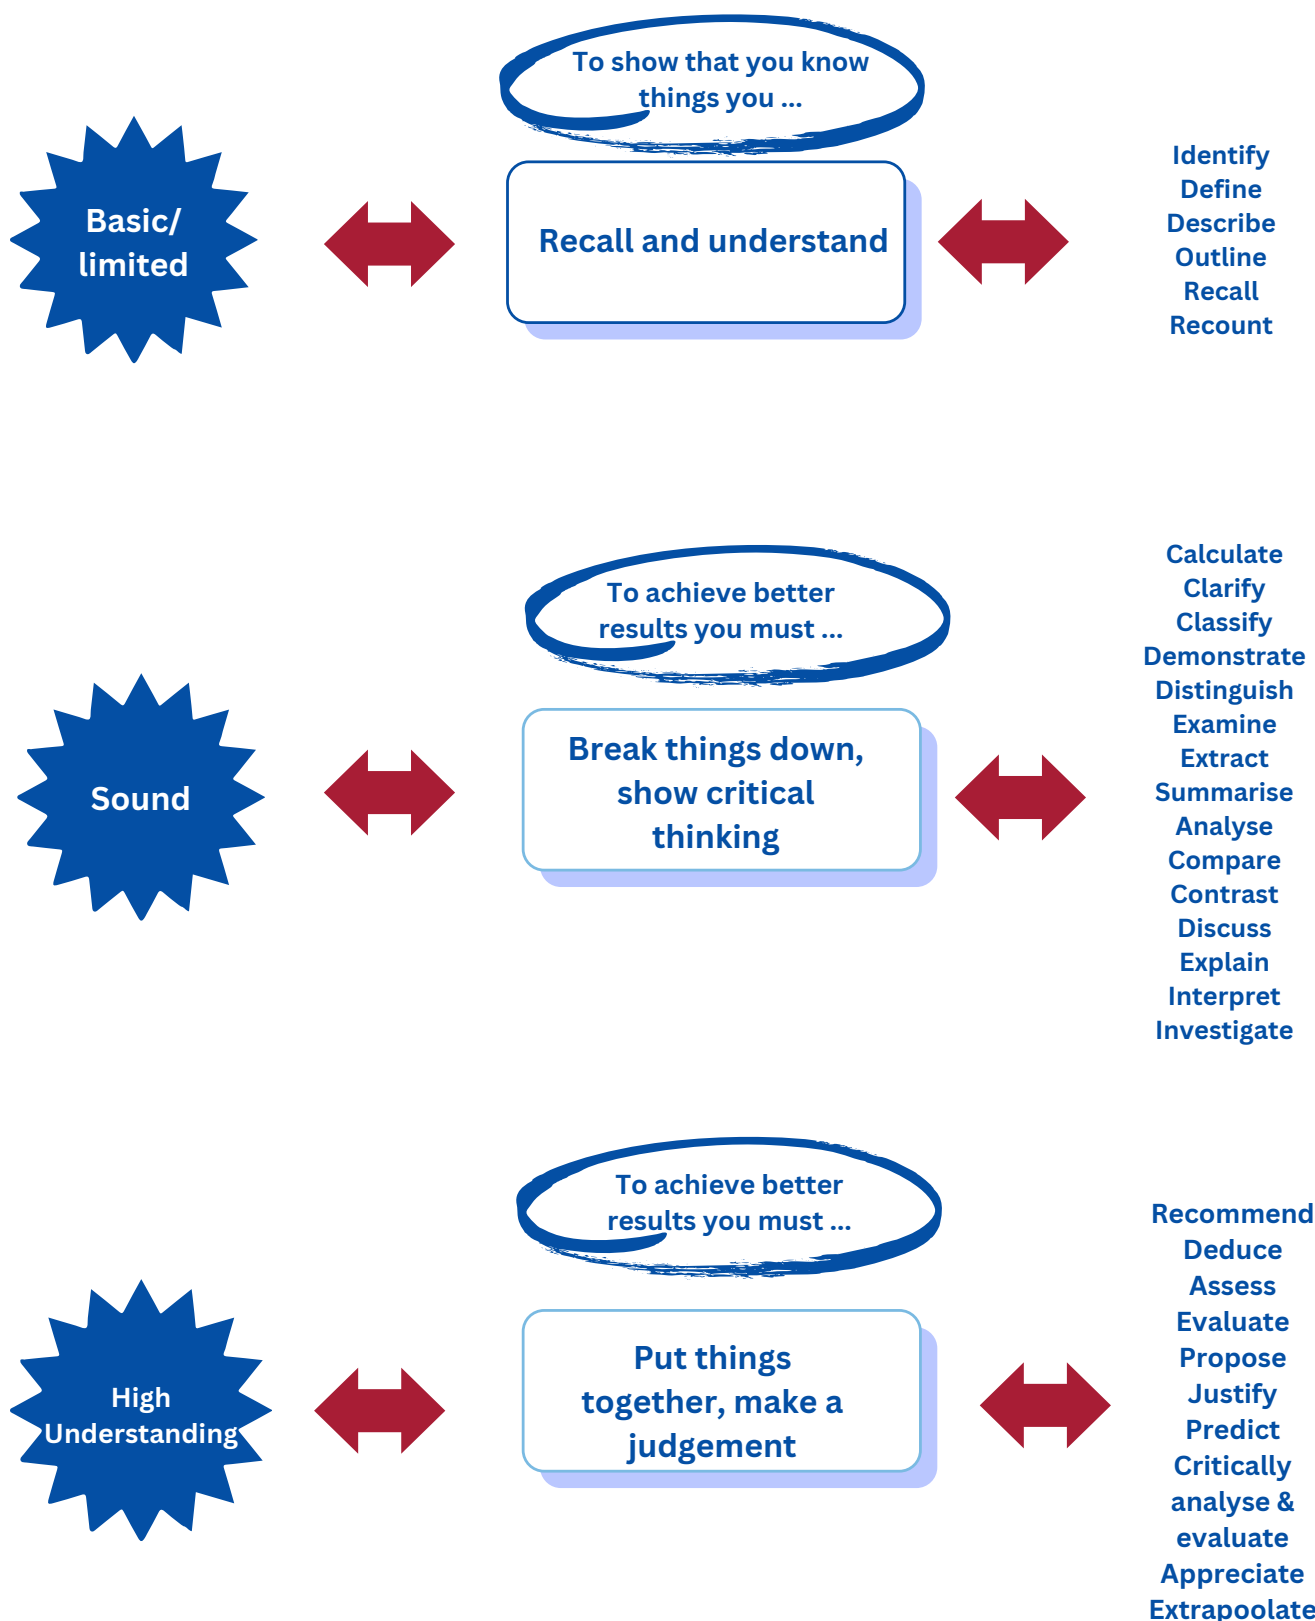 To show that you know
things you ...
Basic/
limited
Recall and understand
Identify
Define
Describe
Outline
Recall
Recount
To achieve better
results you must ...
Sound
Break things down,
show critical
thinking
Calculate
Clarify
Classify
Demonstrate
Distinguish
Examine
Extract
Summarise
Analyse
Compare
Contrast
Discuss
Explain
Interpret
Investigate
To achieve better
results you must ...
High
Understanding
Put things
together, make a
judgement
Recommend
Deduce
Assess
Evaluate
Propose
Justify
Predict
Critically
analyse &
evaluate
Appreciate
Extrapoolate